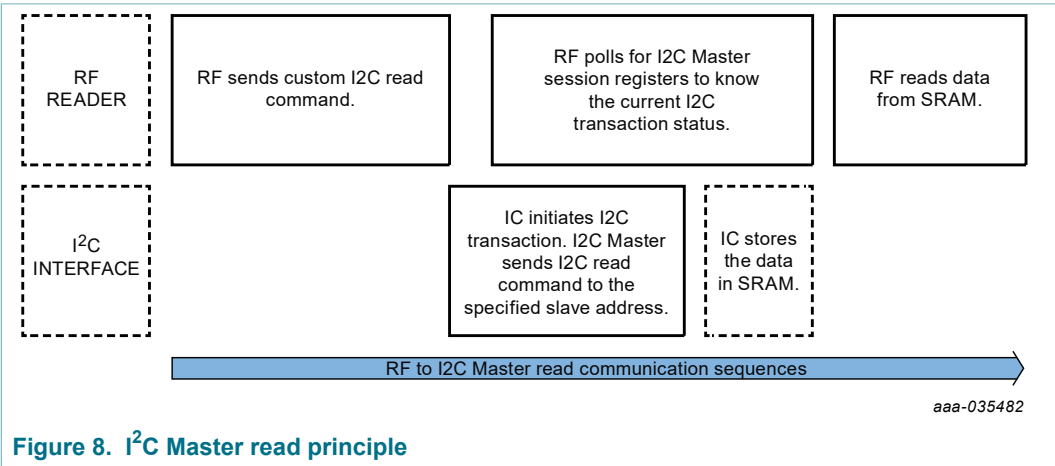 RF
READER
RF sends custom I2C read
command.
RF polls for I2C Master
session registers to know
the current I2C
transaction status.
RF reads data
from SRAM.
I2C
INTERFACE
IC initiates I2C
transaction. I2C Master
sends I2C read
command to the
specified slave address.
IC stores
the data
in SRAM.
RF to I2C Master read communication sequences
aaa-035482
Figure 8. I2C Master read principle